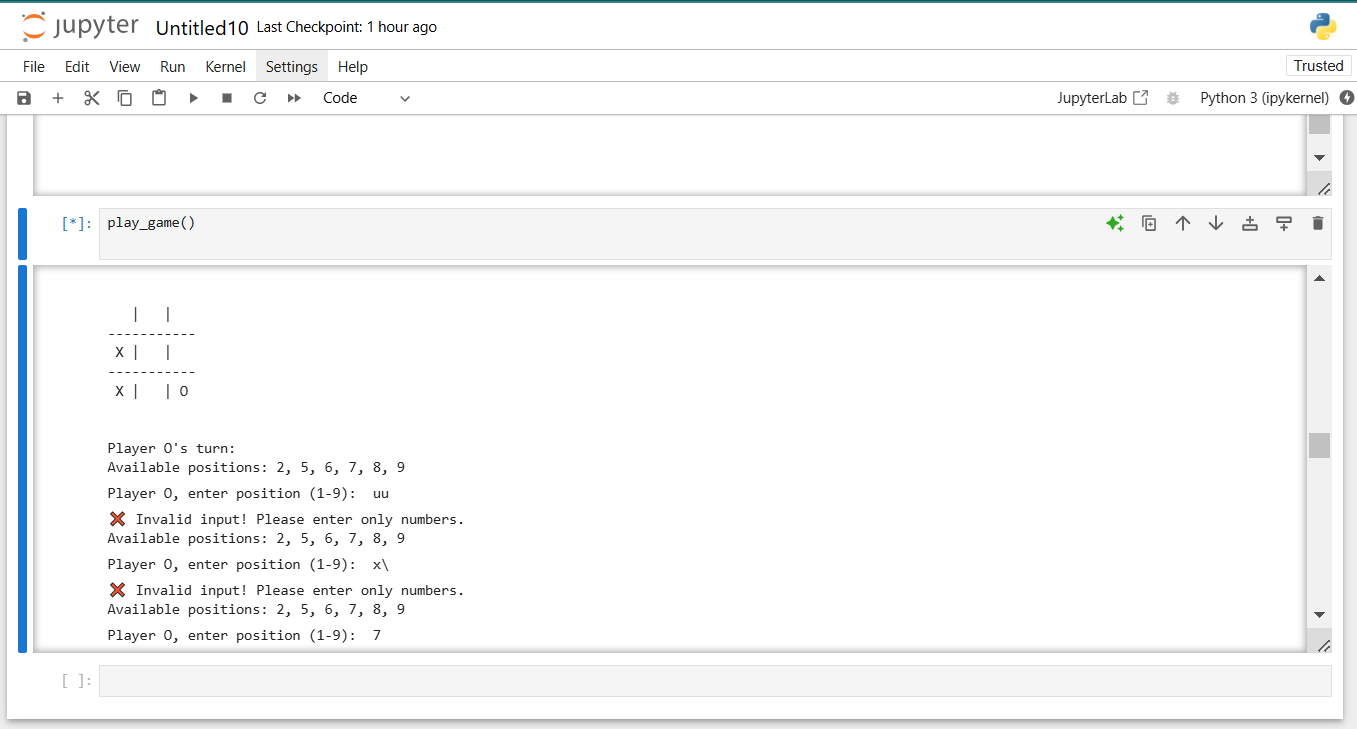 jupyter Untitled10 Last Checkpoint: 1 hour ago
File Edit View Run Kernel Settings Help Trusted
Code JupyterLab Python 3 (ipykernel)
[*]: play_game()
| |
-----------
X | |
-----------
X | | O
Player O's turn:
Available positions: 2, 5, 6, 7, 8, 9
Player O, enter position (1-9): uu
❌ Invalid input! Please enter only numbers.
Available positions: 2, 5, 6, 7, 8, 9
Player O, enter position (1-9): x\
❌ Invalid input! Please enter only numbers.
Available positions: 2, 5, 6, 7, 8, 9
Player O, enter position (1-9): 7
[ ]: